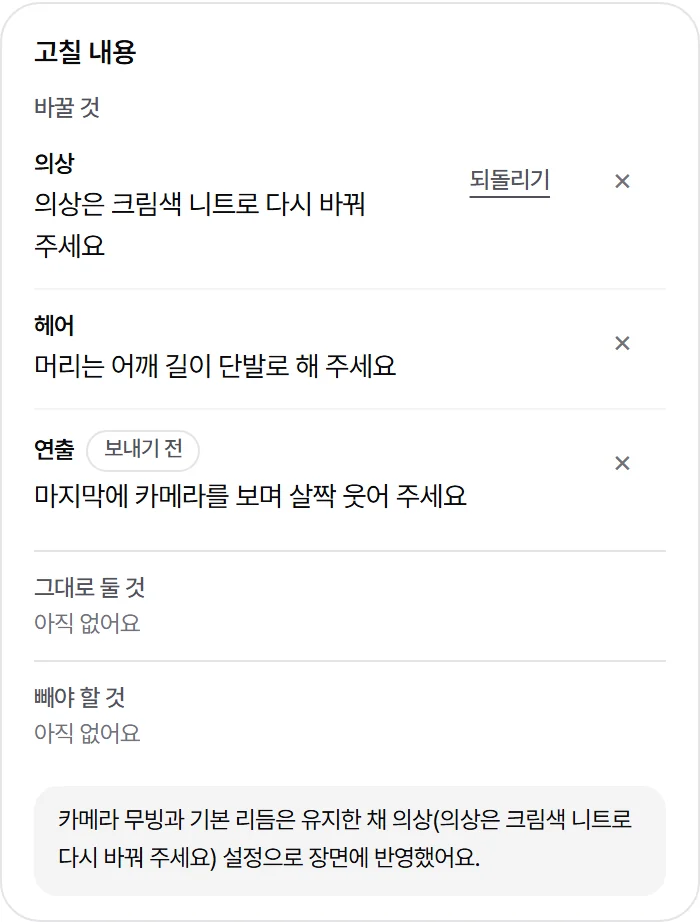 고칠 내용
바꿀 것
의상
되돌리기 ×
의상은 크림색 니트로 다시 바꿔
주세요
헤어
×
머리는 어깨 길이 단발로 해 주세요
연출 보내기 전
×
마지막에 카메라를 보며 살짝 웃어 주세요
그대로 둘 것
아직 없어요
빼야 할 것
아직 없어요
카메라 무빙과 기본 리듬은 유지한 채 의상(의상은 크림색 니트로
다시 바꿔 주세요) 설정으로 장면에 반영했어요.